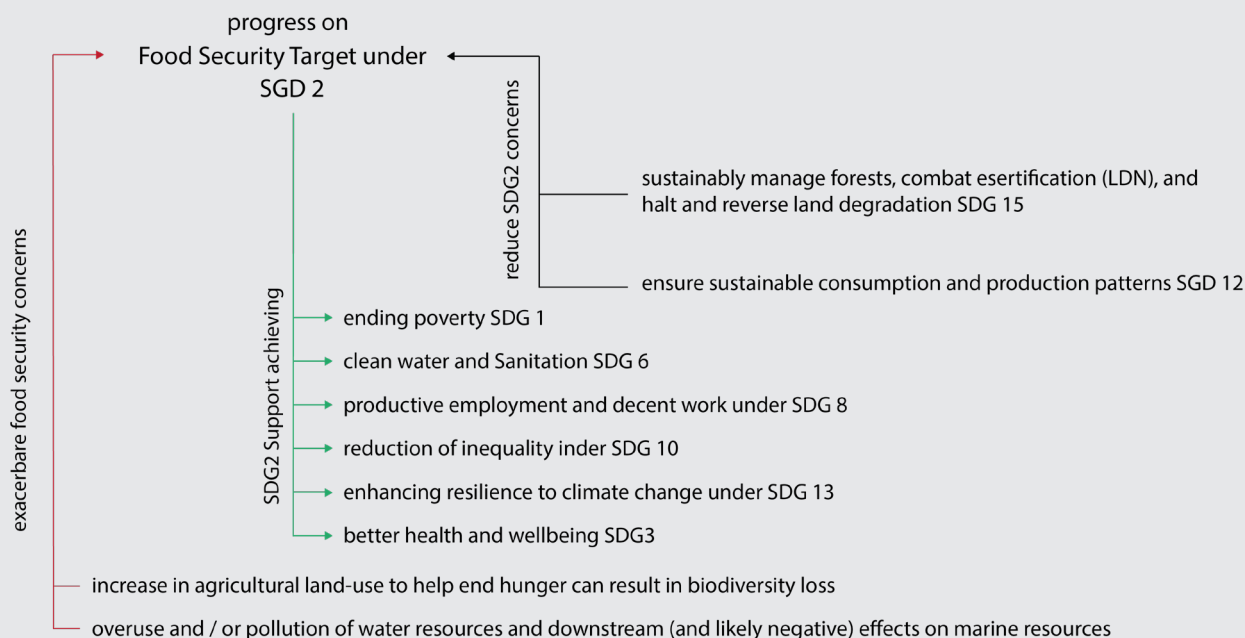 progress on
Food Security Target under
SGD 2
reduce SDG2 concerns
sustainably manage forests, combat esertification (LDN), and
halt and reverse land degradation SDG 15
ensure sustainable consumption and production patterns SGD 12
exacerbare food security concerns
SDG2 Support achieving
ending poverty SDG 1
clean water and Sanitation SDG 6
productive employment and decent work under SDG 8
reduction of inequality inder SDG 10
enhancing resilience to climate change under SDG 13
better health and wellbeing SDG3
increase in agricultural land-use to help end hunger can result in biodiversity loss
overuse and / or pollution of water resources and downstream (and likely negative) effects on marine resources